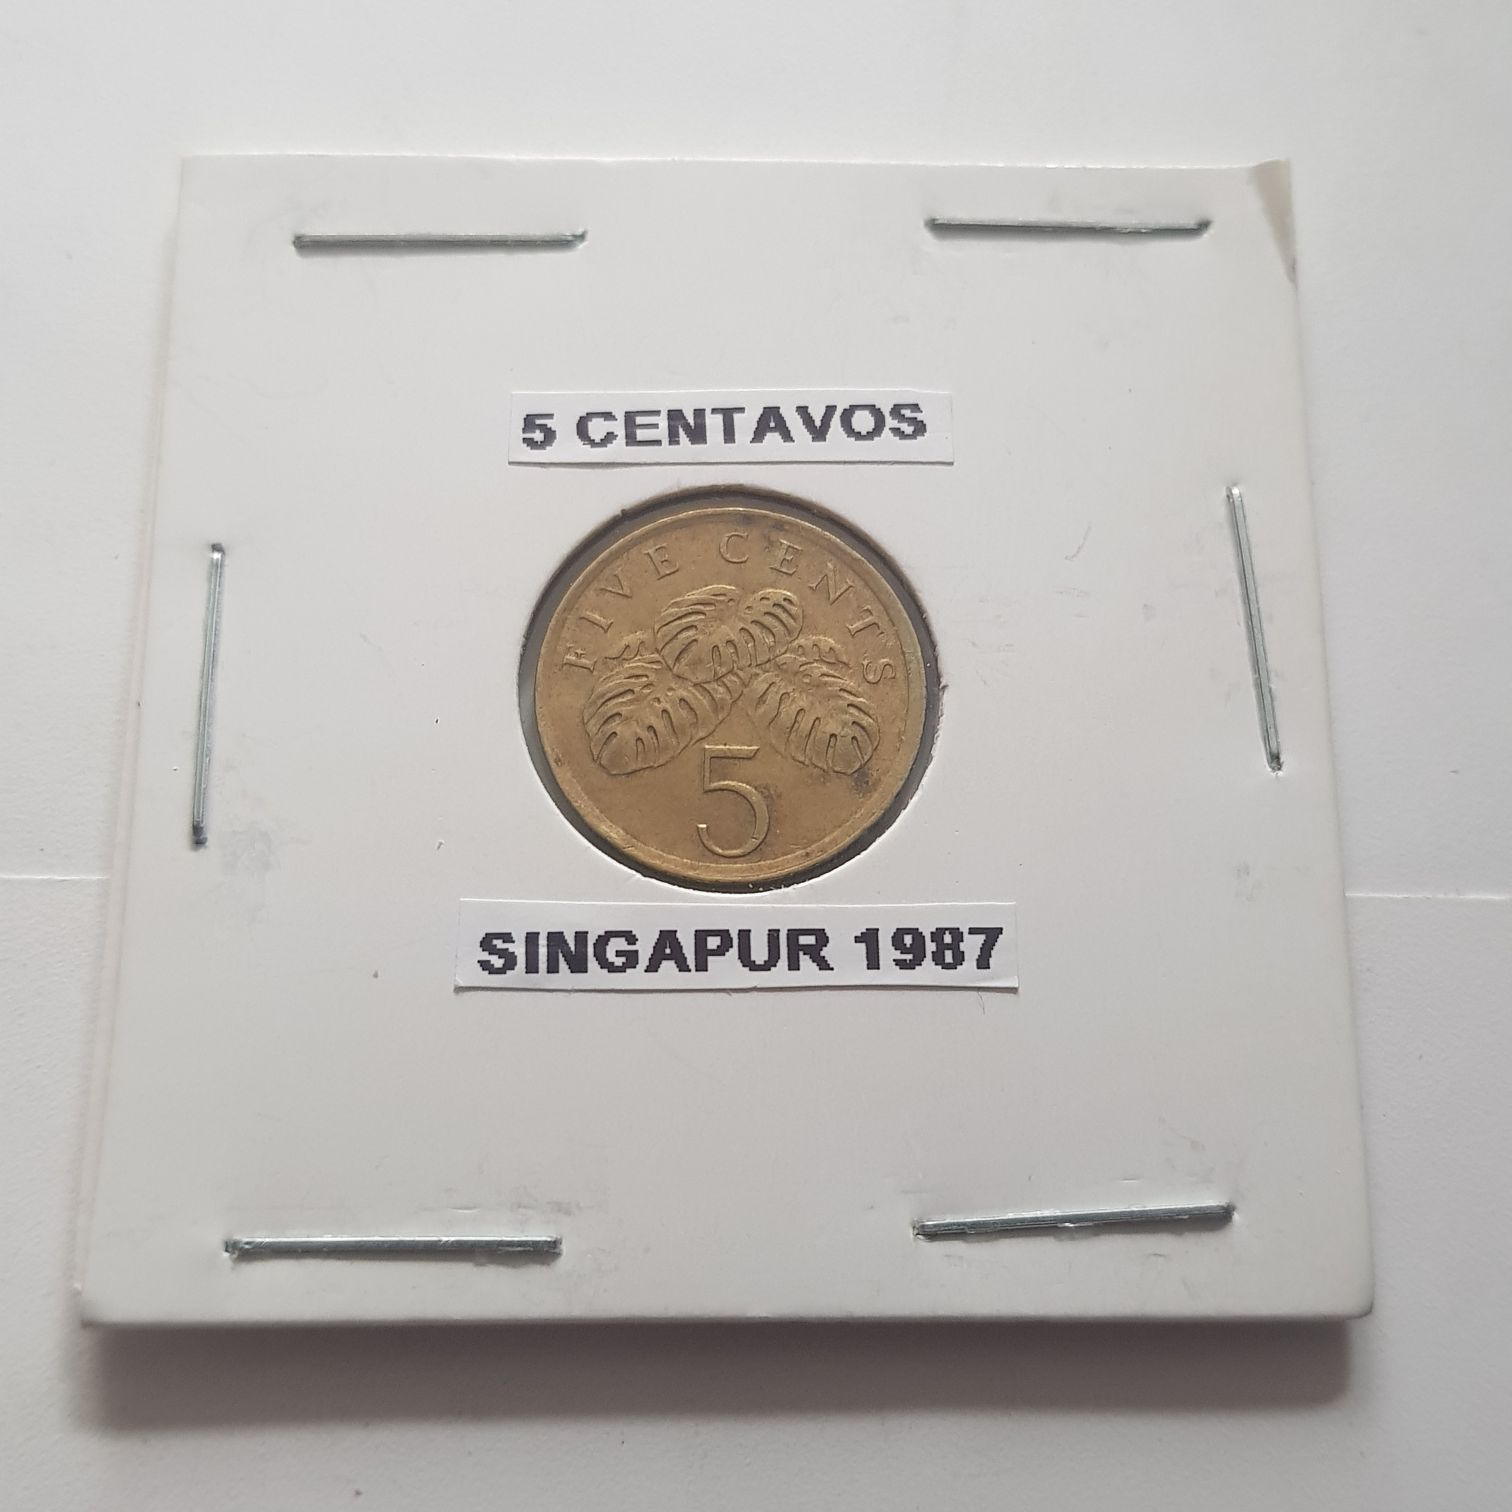 5 CENTAVOS
FIVE CENTS
5
SINGAPUR 1987